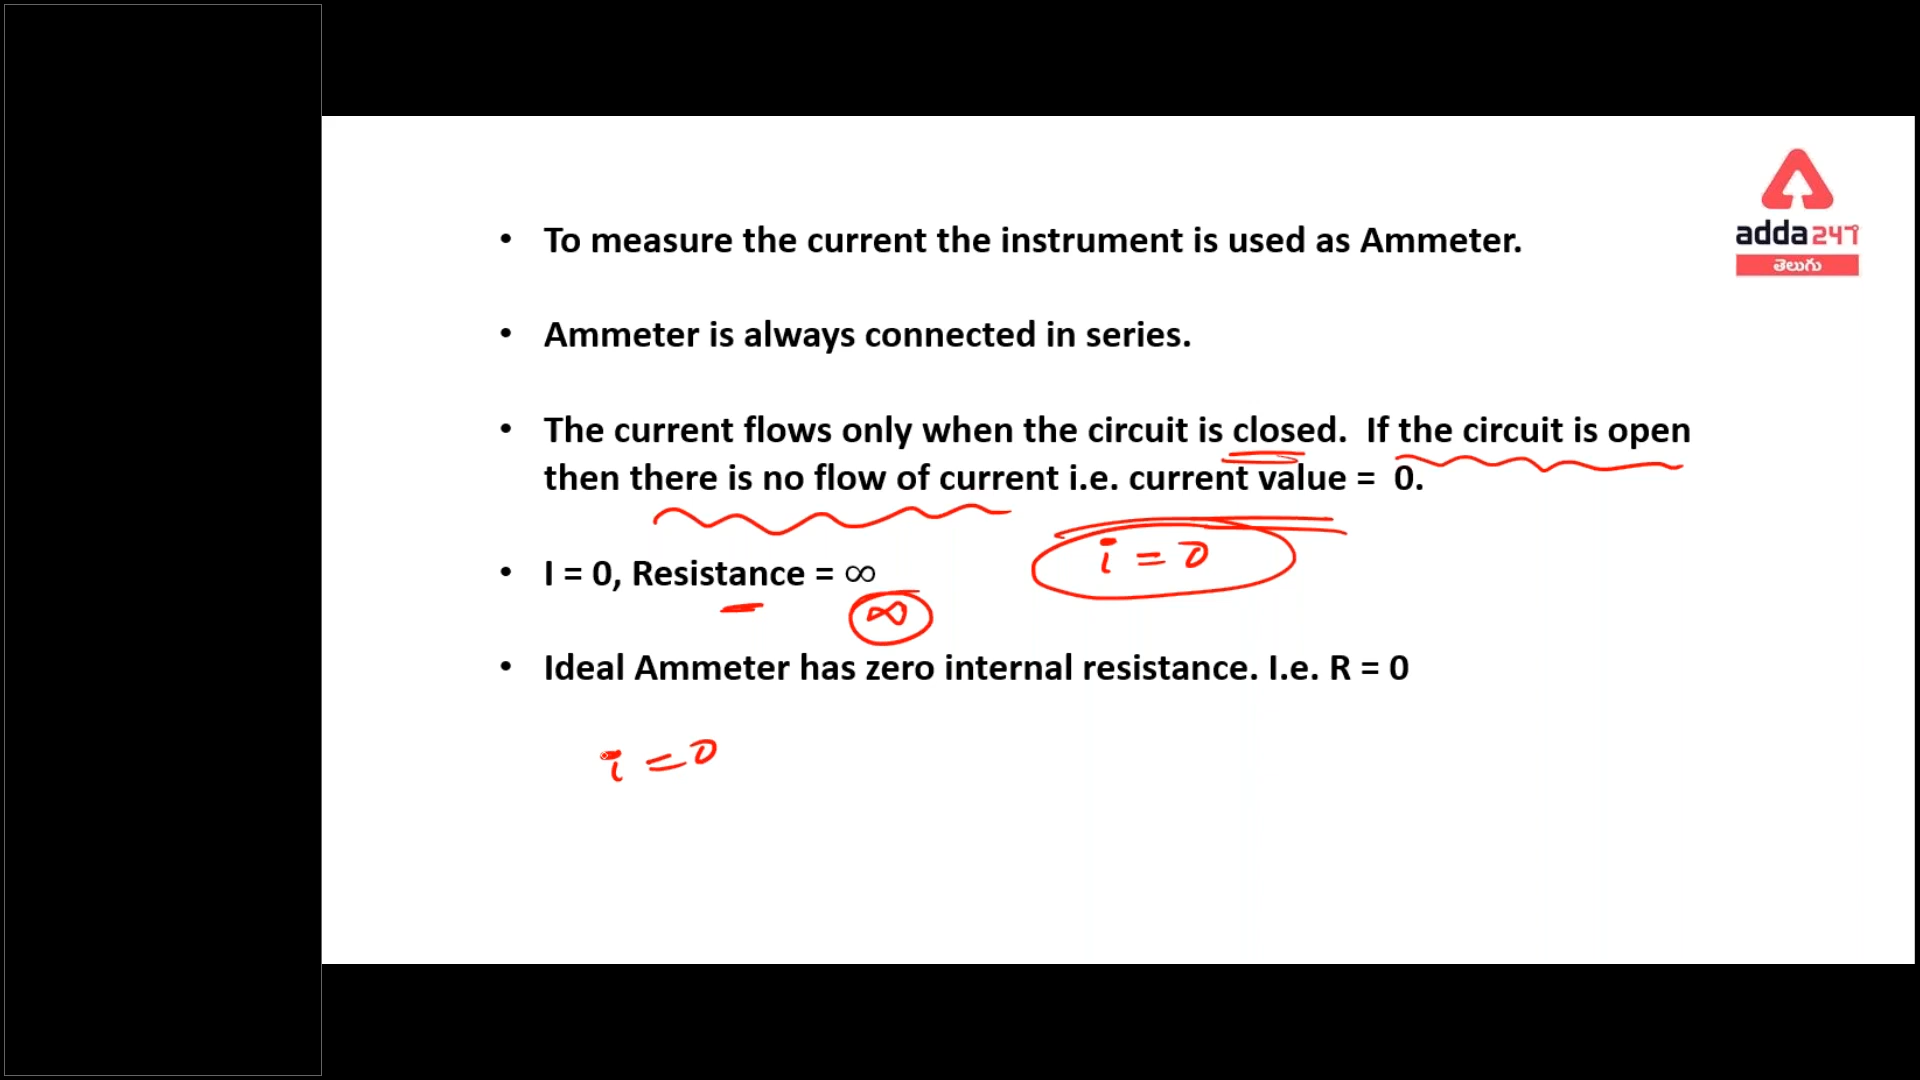 adda247
తెలుగు
• To measure the current the instrument is used as Ammeter.
• Ammeter is always connected in series.
• The current flows only when the circuit is closed. If the circuit is open
then there is no flow of current i.e. current value = 0.
i = 0
• I = 0, Resistance = ∞
∞
• Ideal Ammeter has zero internal resistance. I.e. R = 0
i = 0